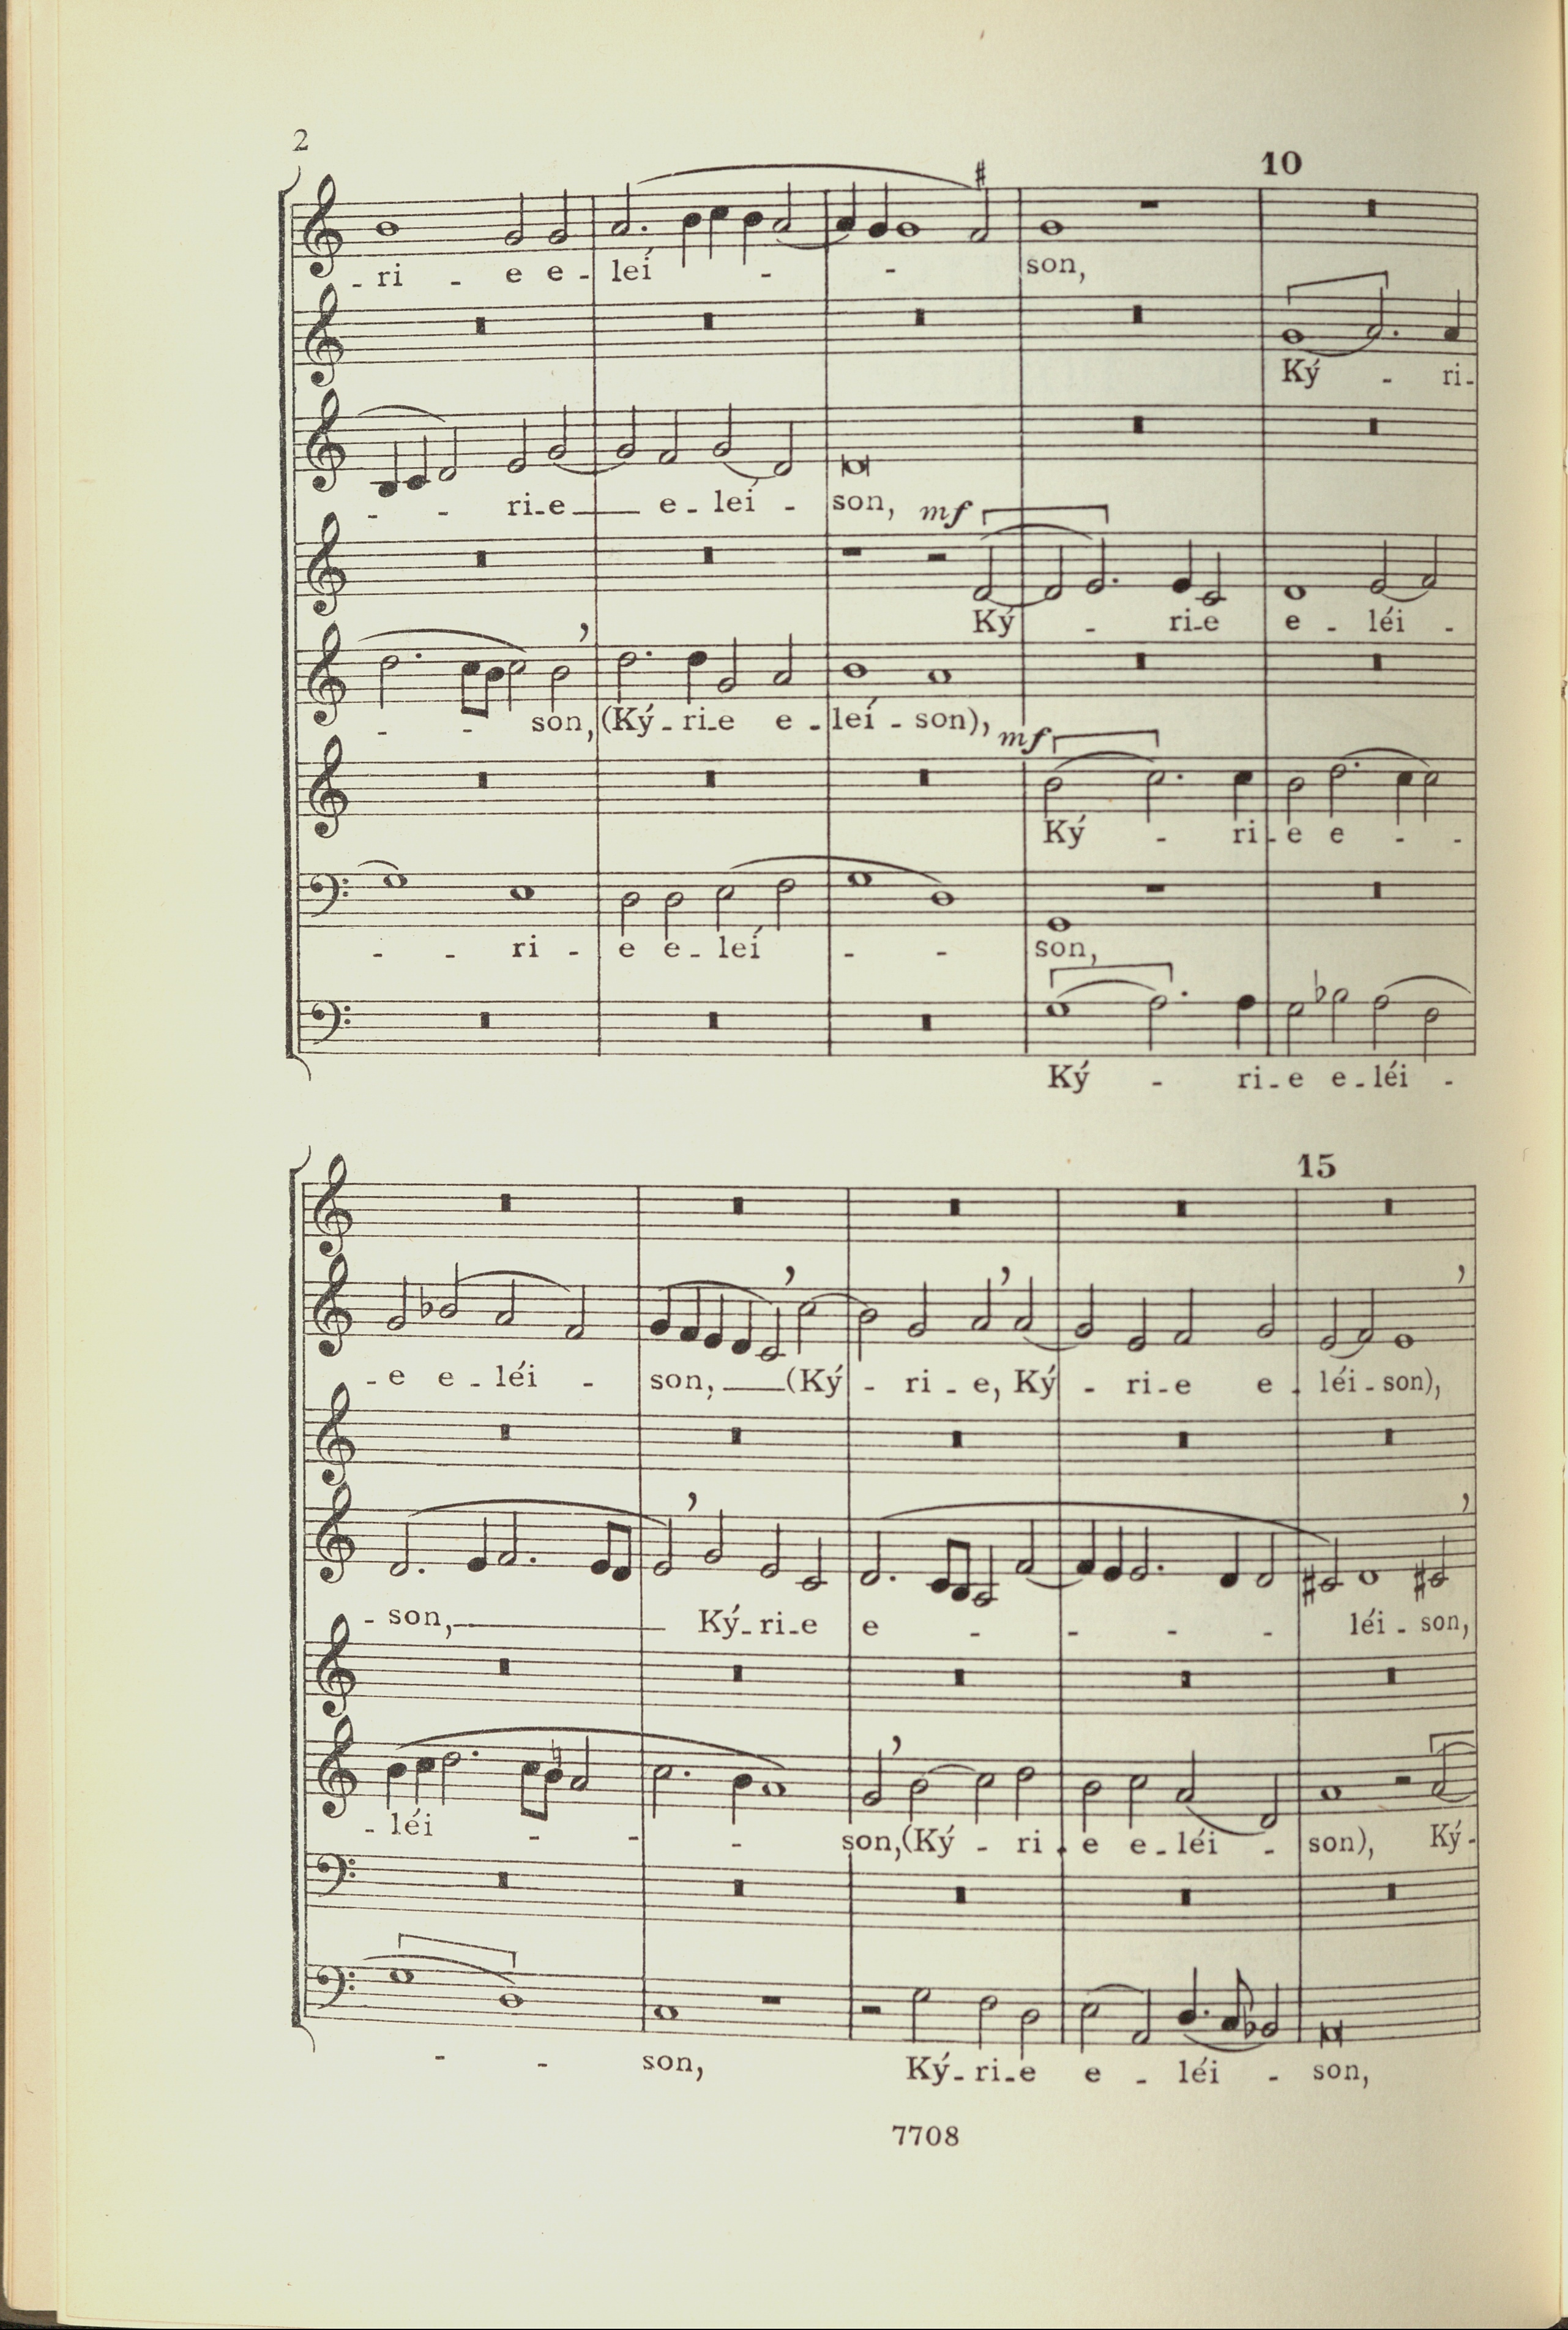 2
10
- ri - e e - leí - - son,
Ký - ri -
- - ri - e e - leí - son,
mf
Ký - ri - e e - léi -
- - son, (Ký - ri - e e - leí - son),
mf
Ký - ri - e e - -
- - ri - e e - leí - - son,
Ký - ri - e e - léi -
15
- e e - léi - son, (Ký - ri - e, Ký - ri - e e - léi - son),
- son, Ký - ri - e e - - - - léi - son,
- léi - - - son, (Ký - ri - e e - léi - son), Ký -
- - son, Ký - ri - e e - léi - son,
7708